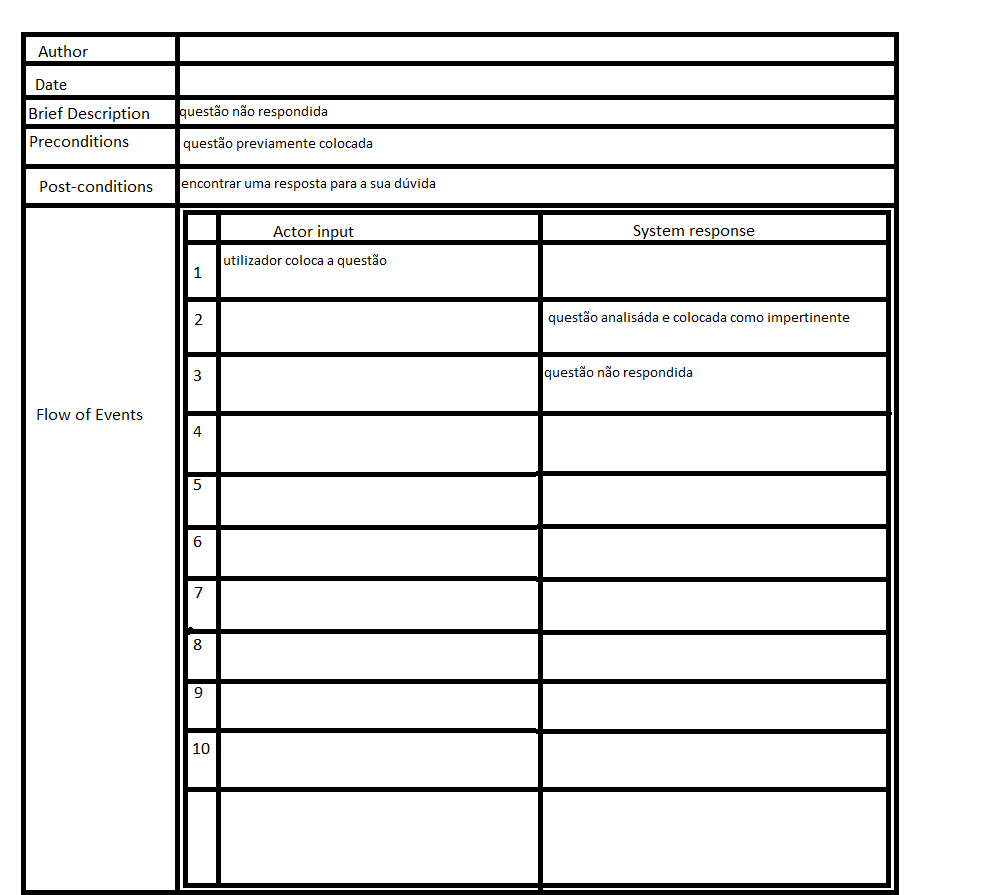 Author
Date
Brief Description questão não respondida
Preconditions questão previamente colocada
Post-conditions encontrar uma resposta para a sua dúvida
Flow of Events
Actor input System response
1 utilizador coloca a questão
2 questão analisáda e colocada como impertinente
3 questão não respondida
4
5
6
7
8
9
10